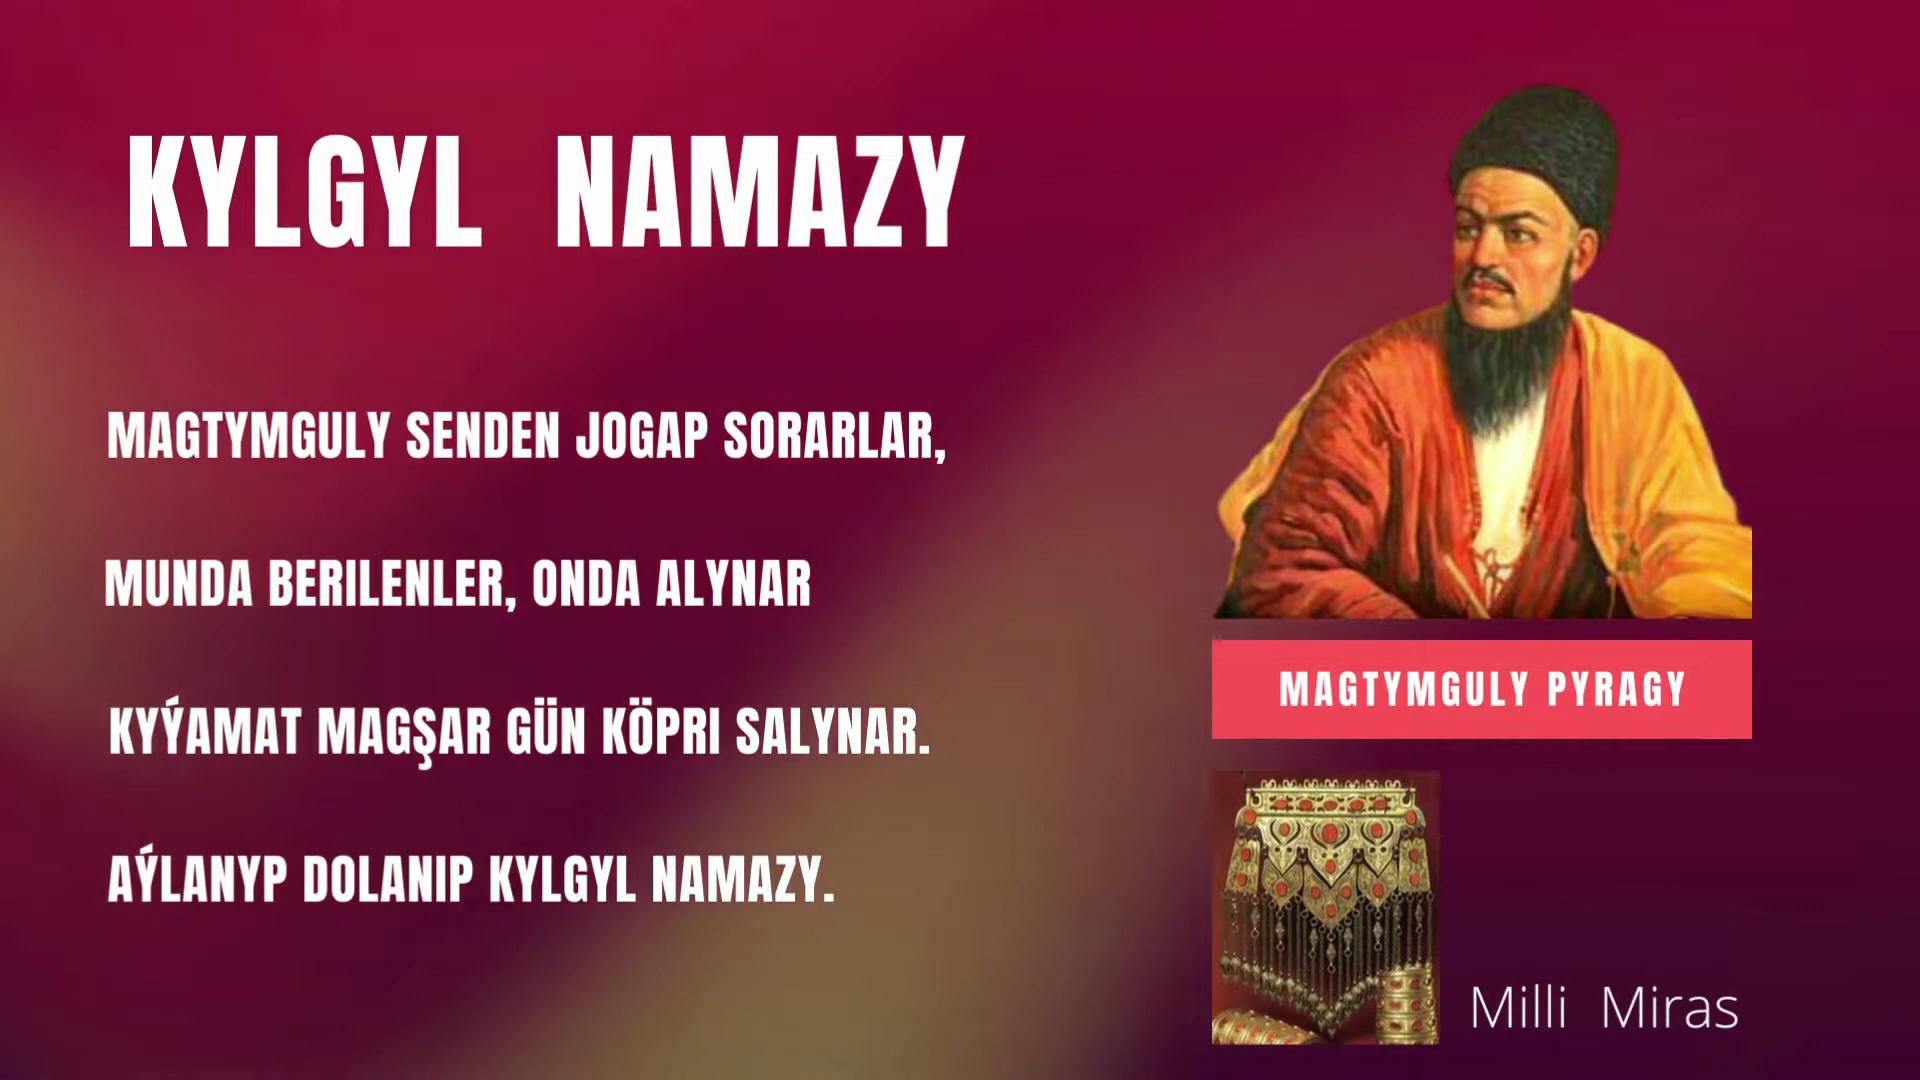 KYLGYL NAMAZY
MAGTYMGULY SENDEN JOGAP SORARLAR,
MUNDA BERILENLER, ONDA ALYNAR
KYÝAMAT MAGŞAR GÜN KÖPRI SALYNAR.
AÝLANYP DOLANIP KYLGYL NAMAZY.
MAGTYMGULY PYRAGY
Milli Miras